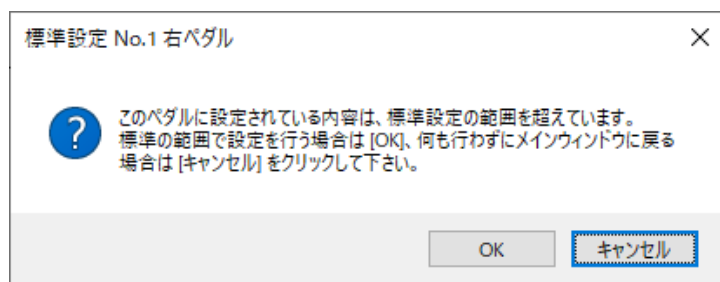 標準設定 No.1 右ペダル
このペダルに設定されている内容は、標準設定の範囲を超えています。
標準の範囲で設定を行う場合は [OK]、何も行わずにメインウィンドウに戻る
場合は [キャンセル] をクリックして下さい。
OK
キャンセル